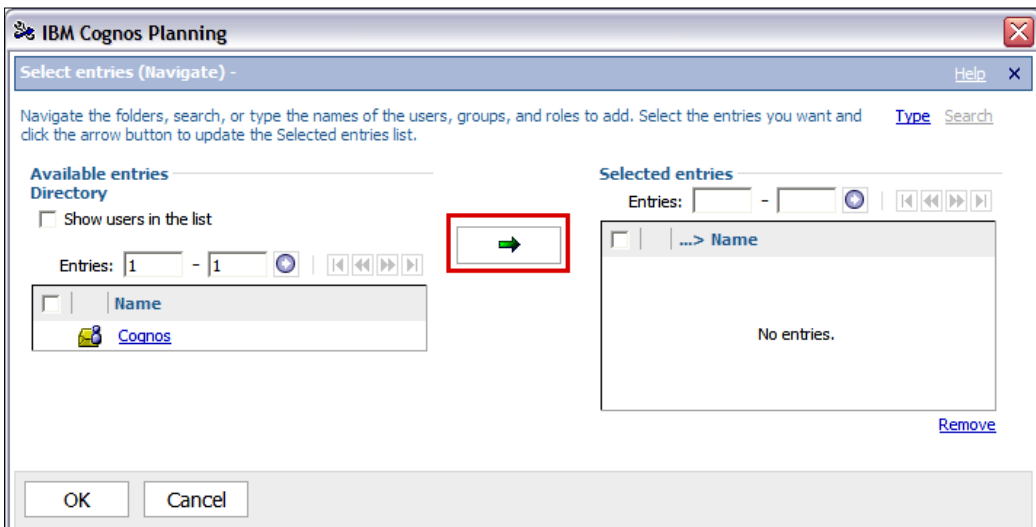 IBM Cognos Planning
Select entries (Navigate) -
Help
Navigate the folders, search, or type the names of the users, groups, and roles to add. Select the entries you want and
click the arrow button to update the Selected entries list.
Type Search
Available entries
Directory
Show users in the list
Entries: 1 - 1
Name
Cognos
Selected entries
Entries: -
...> Name
No entries.
Remove
OK Cancel